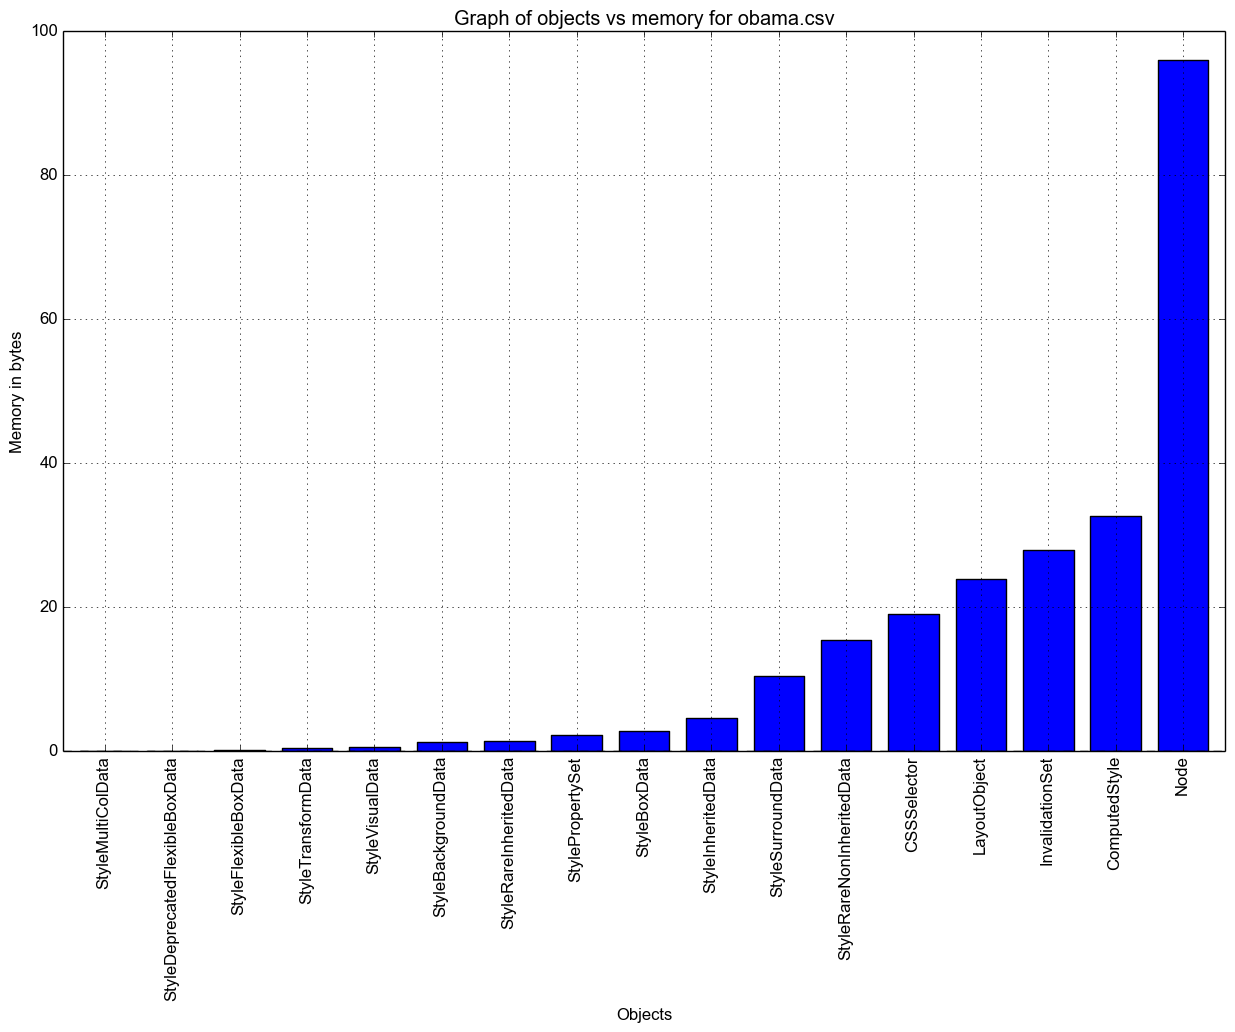 Graph of objects vs memory for obama.csv
100
80
60
40
20
0
Memory in bytes
StyleMultiColData
StyleDeprecatedFlexibleBoxData
StyleFlexibleBoxData
StyleTransformData
StyleVisualData
StyleBackgroundData
StyleRareInheritedData
StylePropertySet
StyleBoxData
StyleInheritedData
StyleSurroundData
StyleRareNonInheritedData
CSSSelector
LayoutObject
InvalidationSet
ComputedStyle
Node
Objects